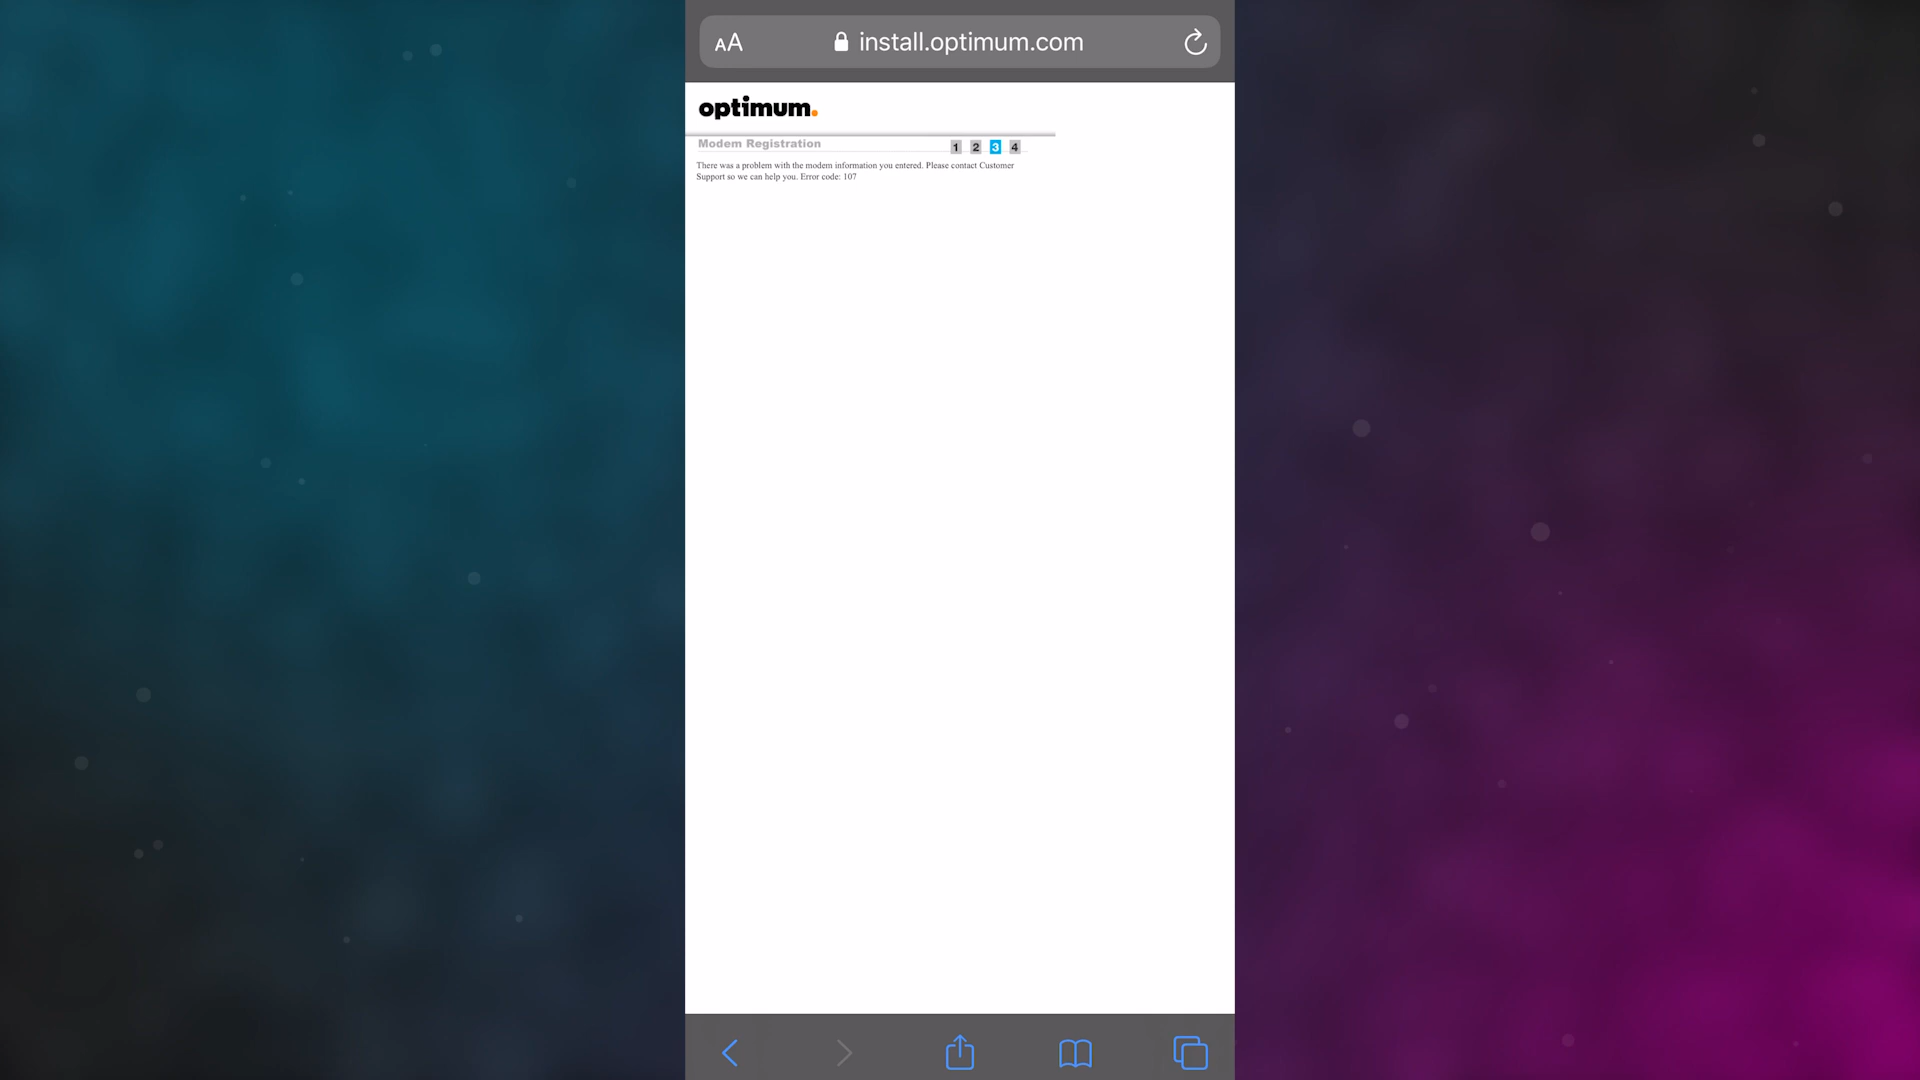 AA install.optimum.com
optimum.
Modem Registration 1 2 3 4
There was a problem with the modem information you entered. Please contact Customer
Support so we can help you. Error code: 107